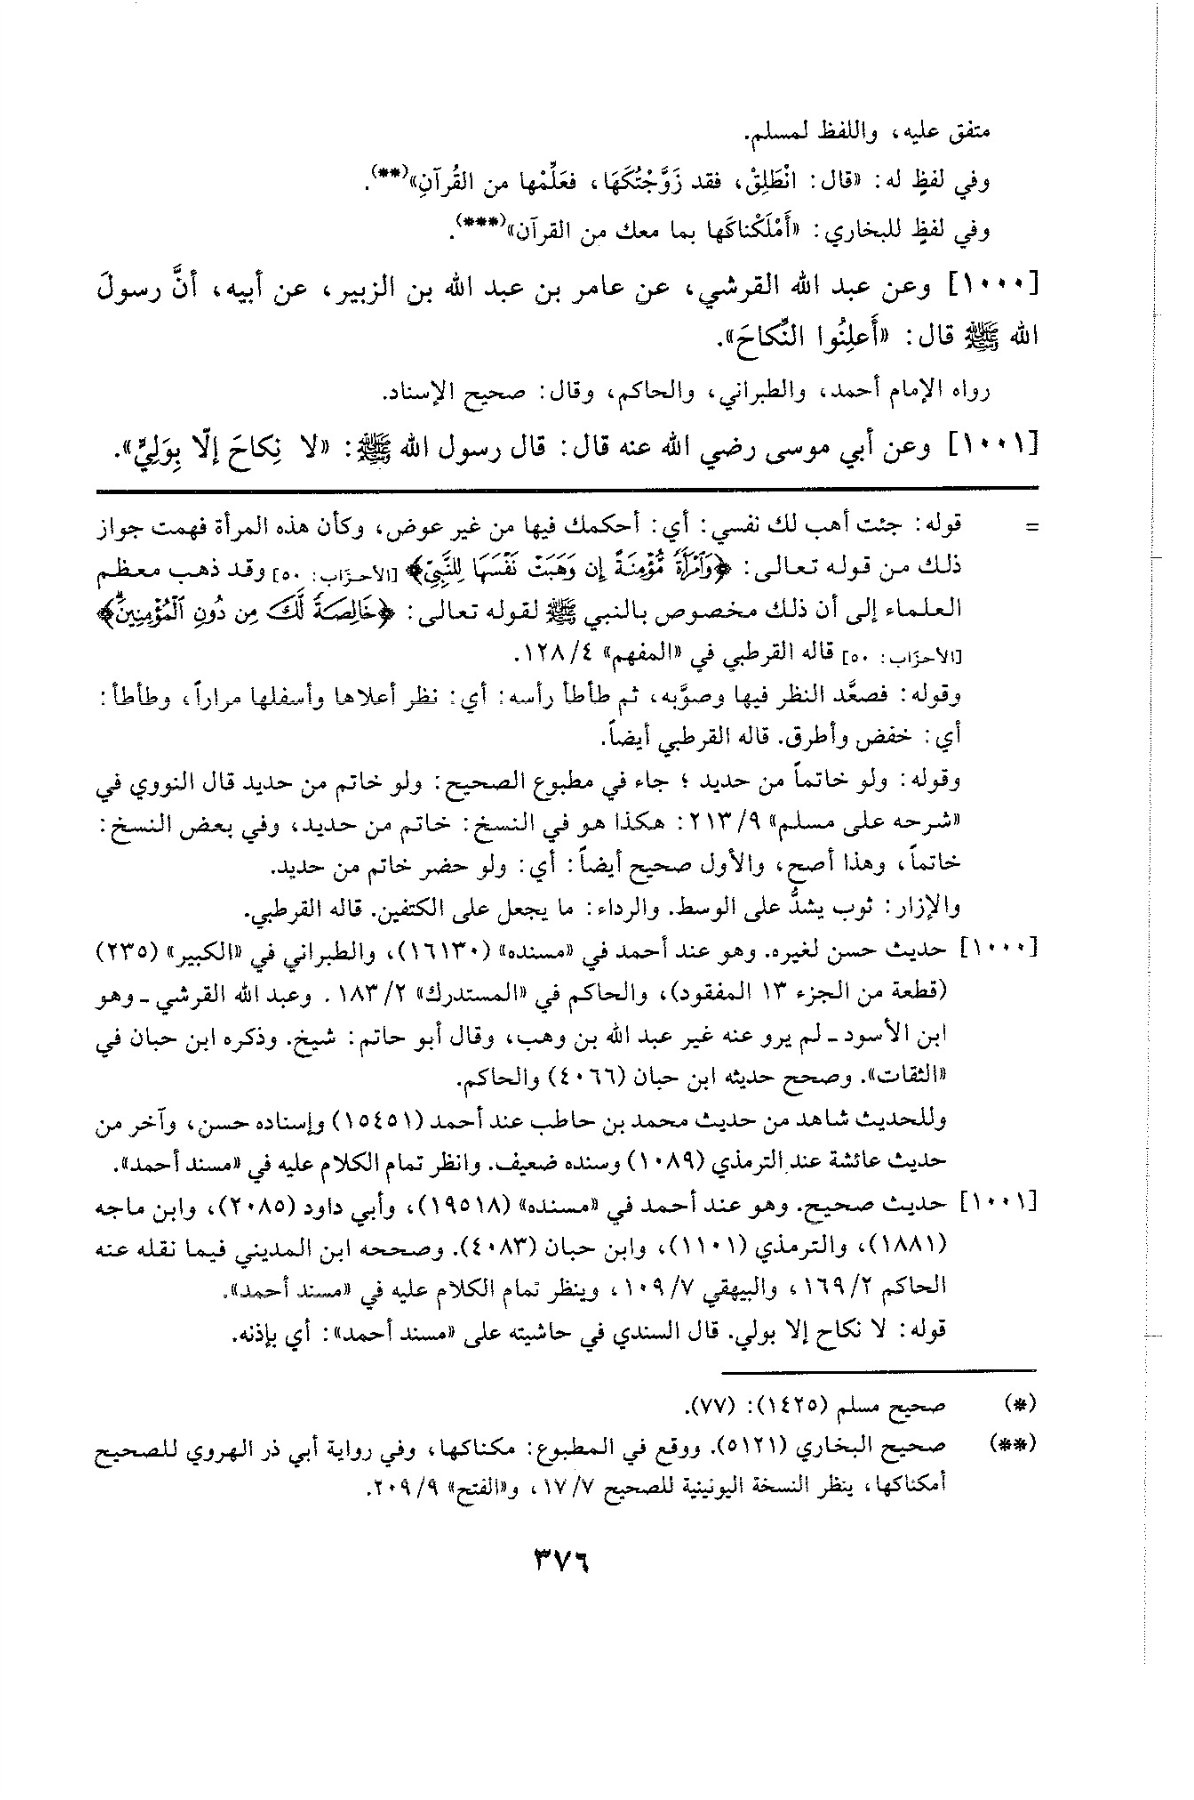 متفق عليه، واللفظ لمسلم.
وفي لفظٍ له: «قال: انْطَلِقْ، فقد زَوَّجْتُكَهَا، فعَلِّمْها من القُرآنِ»(**).
وفي لفظٍ للبخاري: «أَمْلَكْناكَها بما معك من القرآن»(***).
[١٠٠٠] وعن عبد الله القرشي، عن عامر بن عبد الله بن الزبير، عن أبيه، أنَّ رسولَ
الله ﷺ قال: «أَعلِنُوا النِّكاحَ».
رواه الإمام أحمد، والطبراني، والحاكم، وقال: صحيح الإسناد.
[١٠٠١] وعن أبي موسى رضي الله عنه قال: قال رسول الله ﷺ: «لا نِكاحَ إلّا بِوَلِيٍّ».
= قوله: جئت أهب لك نفسي: أي: أحكمك فيها من غير عوض، وكأن هذه المرأة فهمت جواز
ذلك من قوله تعالى: ﴿وَٱمْرَأَةً مُّؤْمِنَةً إِن وَهَبَتْ نَفْسَهَا لِلنَّبِيِّ﴾ [الأحزاب: ٥٠] وقد ذهب معظم
العلماء إلى أن ذلك مخصوص بالنبي ﷺ لقوله تعالى: ﴿خَالِصَةً لَّكَ مِن دُونِ ٱلْمُؤْمِنِينَۗ﴾
[الأحزاب: ٥٠] قاله القرطبي في «المفهم» ٤/ ١٢٨.
وقوله: فصعَّد النظر فيها وصوَّبه، ثم طأطأ رأسه: أي: نظر أعلاها وأسفلها مراراً، وطأطأ:
أي: خفض وأطرق. قاله القرطبي أيضاً.
وقوله: ولو خاتماً من حديد ؛ جاء في مطبوع الصحيح: ولو خاتم من حديد قال النووي في
«شرحه على مسلم» ٩/ ٢١٣: هكذا هو في النسخ: خاتم من حديد، وفي بعض النسخ:
خاتماً، وهذا أصح، والأول صحيح أيضاً: أي: ولو حضر خاتم من حديد.
والإزار: ثوب يشدُّ على الوسط. والرداء: ما يجعل على الكتفين. قاله القرطبي.
[١٠٠٠] حديث حسن لغيره. وهو عند أحمد في «مسنده» (١٦١٣٠)، والطبراني في «الكبير» (٢٣٥)
(قطعة من الجزء ١٣ المفقود)، والحاكم في «المستدرك» ٢/ ١٨٣. وعبد الله القرشي ـ وهو
ابن الأسود ـ لم يرو عنه غير عبد الله بن وهب، وقال أبو حاتم: شيخ. وذكره ابن حبان في
«الثقات». وصحح حديثه ابن حبان (٤٠٦٦) والحاكم.
وللحديث شاهد من حديث محمد بن حاطب عند أحمد (١٥٤٥١) وإسناده حسن، وآخر من
حديث عائشة عند الترمذي (١٠٨٩) وسنده ضعيف. وانظر تمام الكلام عليه في «مسند أحمد».
[١٠٠١] حديث صحيح. وهو عند أحمد في «مسنده» (١٩٥١٨)، وأبي داود (٢٠٨٥)، وابن ماجه
(١٨٨١)، والترمذي (١١٠١)، وابن حبان (٤٠٨٣). وصححه ابن المديني فيما نقله عنه
الحاكم ٢/ ١٦٩، والبيهقي ٧/ ١٠٩، وينظر تمام الكلام عليه في «مسند أحمد».
قوله: لا نكاح إلا بولي. قال السندي في حاشيته على «مسند أحمد»: أي بإذنه.
(*) صحيح مسلم (١٤٢٥): (٧٧).
(**) صحيح البخاري (٥١٢١). ووقع في المطبوع: مكناكها، وفي رواية أبي ذر الهروي للصحيح
أمكناكها، ينظر النسخة اليونينية للصحيح ٧/ ١٧، و«الفتح» ٩/ ٢٠٩.
٣٧٦